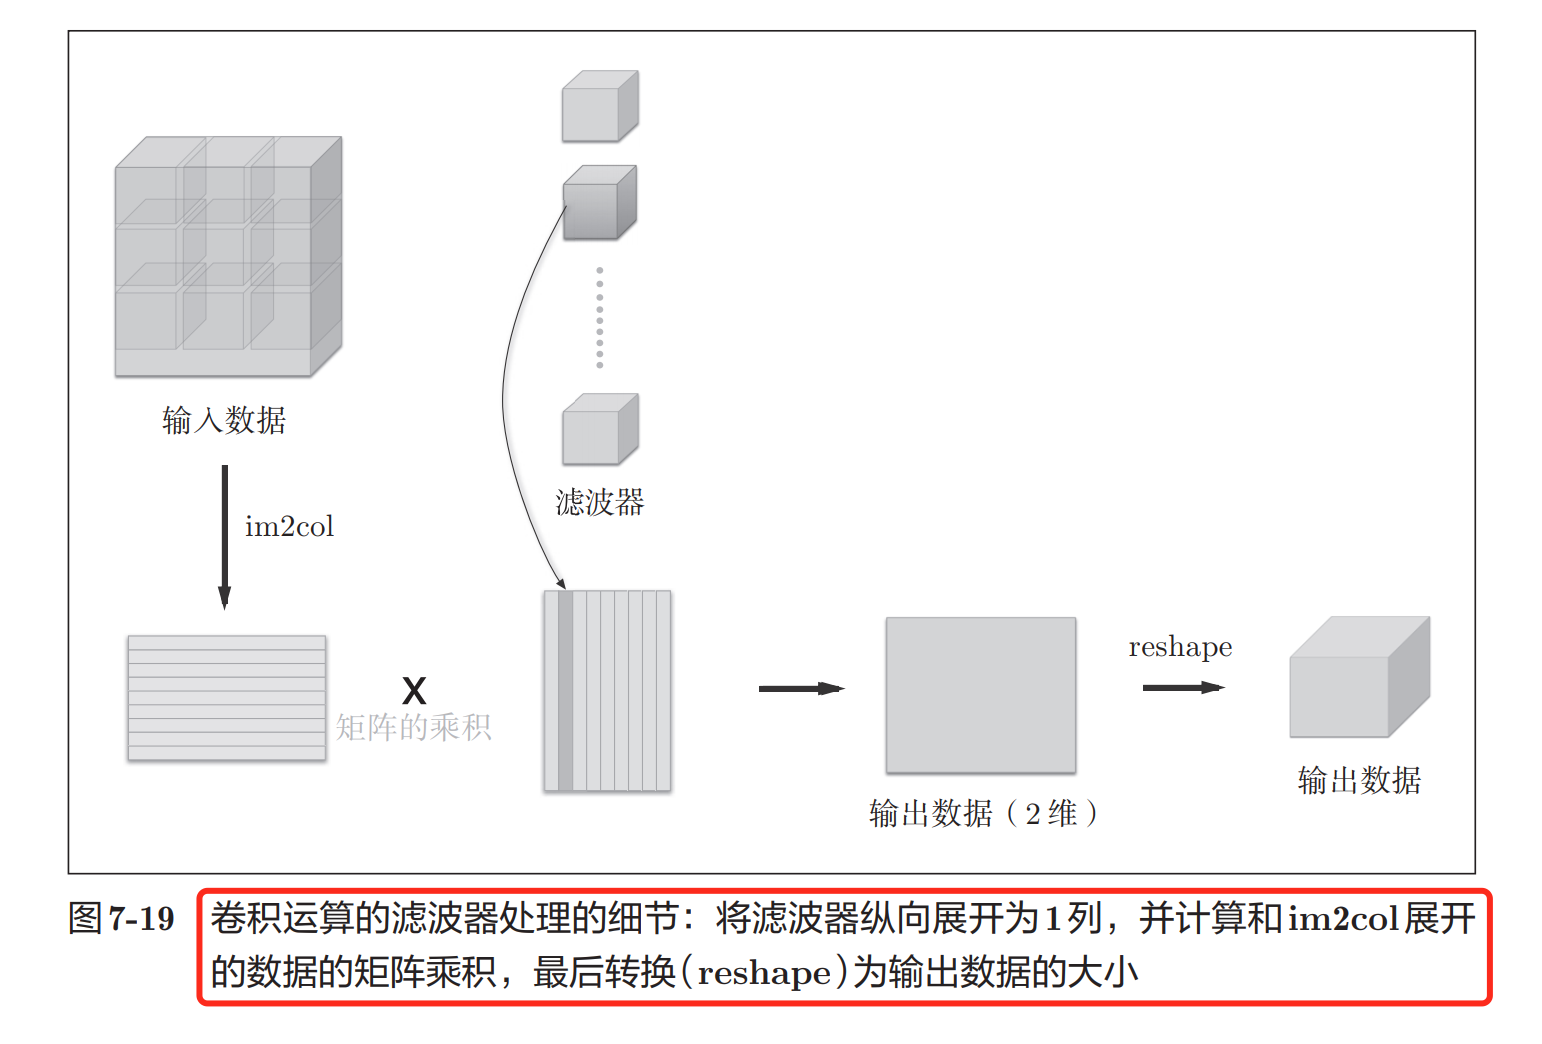 输入数据
滤波器
im2col
X
矩阵的乘积
reshape
输出数据（2维）
输出数据
图7-19 卷积运算的滤波器处理的细节：将滤波器纵向展开为1列，并计算和im2col展开
的数据的矩阵乘积，最后转换（reshape）为输出数据的大小